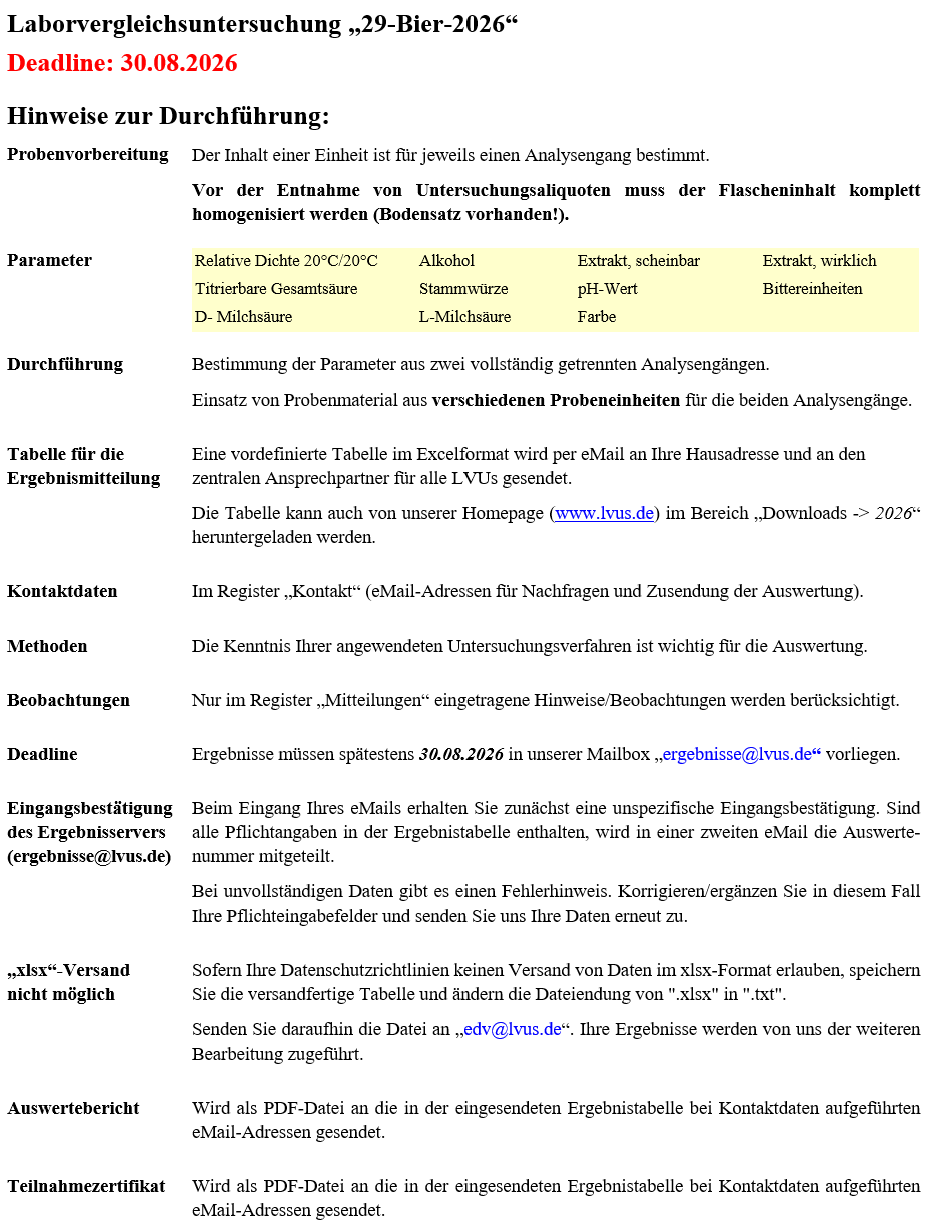 Laborvergleichsuntersuchung „29-Bier-2026“
Deadline: 30.08.2026
Hinweise zur Durchführung:
Probenvorbereitung Der Inhalt einer Einheit ist für jeweils einen Analysengang bestimmt.
Vor der Entnahme von Untersuchungsaliquoten muss der Flascheninhalt komplett
homogenisiert werden (Bodensatz vorhanden!).
Parameter Relative Dichte 20°C/20°C Alkohol Extrakt, scheinbar Extrakt, wirklich
Titrierbare Gesamtsäure Stammwürze pH-Wert Bittereinheiten
D- Milchsäure L-Milchsäure Farbe
Durchführung Bestimmung der Parameter aus zwei vollständig getrennten Analysengängen.
Einsatz von Probenmaterial aus verschiedenen Probeneinheiten für die beiden Analysengänge.
Tabelle für die Eine vordefinierte Tabelle im Excelformat wird per eMail an Ihre Hausadresse und an den
Ergebnismitteilung zentralen Ansprechpartner für alle LVUs gesendet.
Die Tabelle kann auch von unserer Homepage (www.lvus.de) im Bereich „Downloads -> 2026“
heruntergeladen werden.
Kontaktdaten Im Register „Kontakt“ (eMail-Adressen für Nachfragen und Zusendung der Auswertung).
Methoden Die Kenntnis Ihrer angewendeten Untersuchungsverfahren ist wichtig für die Auswertung.
Beobachtungen Nur im Register „Mitteilungen“ eingetragene Hinweise/Beobachtungen werden berücksichtigt.
Deadline Ergebnisse müssen spätestens 30.08.2026 in unserer Mailbox „ergebnisse@lvus.de“ vorliegen.
Eingangsbestätigung Beim Eingang Ihres eMails erhalten Sie zunächst eine unspezifische Eingangsbestätigung. Sind
des Ergebnisservers alle Pflichtangaben in der Ergebnistabelle enthalten, wird in einer zweiten eMail die Auswerte-
(ergebnisse@lvus.de) nummer mitgeteilt.
Bei unvollständigen Daten gibt es einen Fehlerhinweis. Korrigieren/ergänzen Sie in diesem Fall
Ihre Pflichteingabefelder und senden Sie uns Ihre Daten erneut zu.
„xlsx“-Versand Sofern Ihre Datenschutzrichtlinien keinen Versand von Daten im xlsx-Format erlauben, speichern
nicht möglich Sie die versandfertige Tabelle und ändern die Dateiendung von ".xlsx" in ".txt".
Senden Sie daraufhin die Datei an „edv@lvus.de“. Ihre Ergebnisse werden von uns der weiteren
Bearbeitung zugeführt.
Auswertebericht Wird als PDF-Datei an die in der eingesendeten Ergebnistabelle bei Kontaktdaten aufgeführten
eMail-Adressen gesendet.
Teilnahmezertifikat Wird als PDF-Datei an die in der eingesendeten Ergebnistabelle bei Kontaktdaten aufgeführten
eMail-Adressen gesendet.